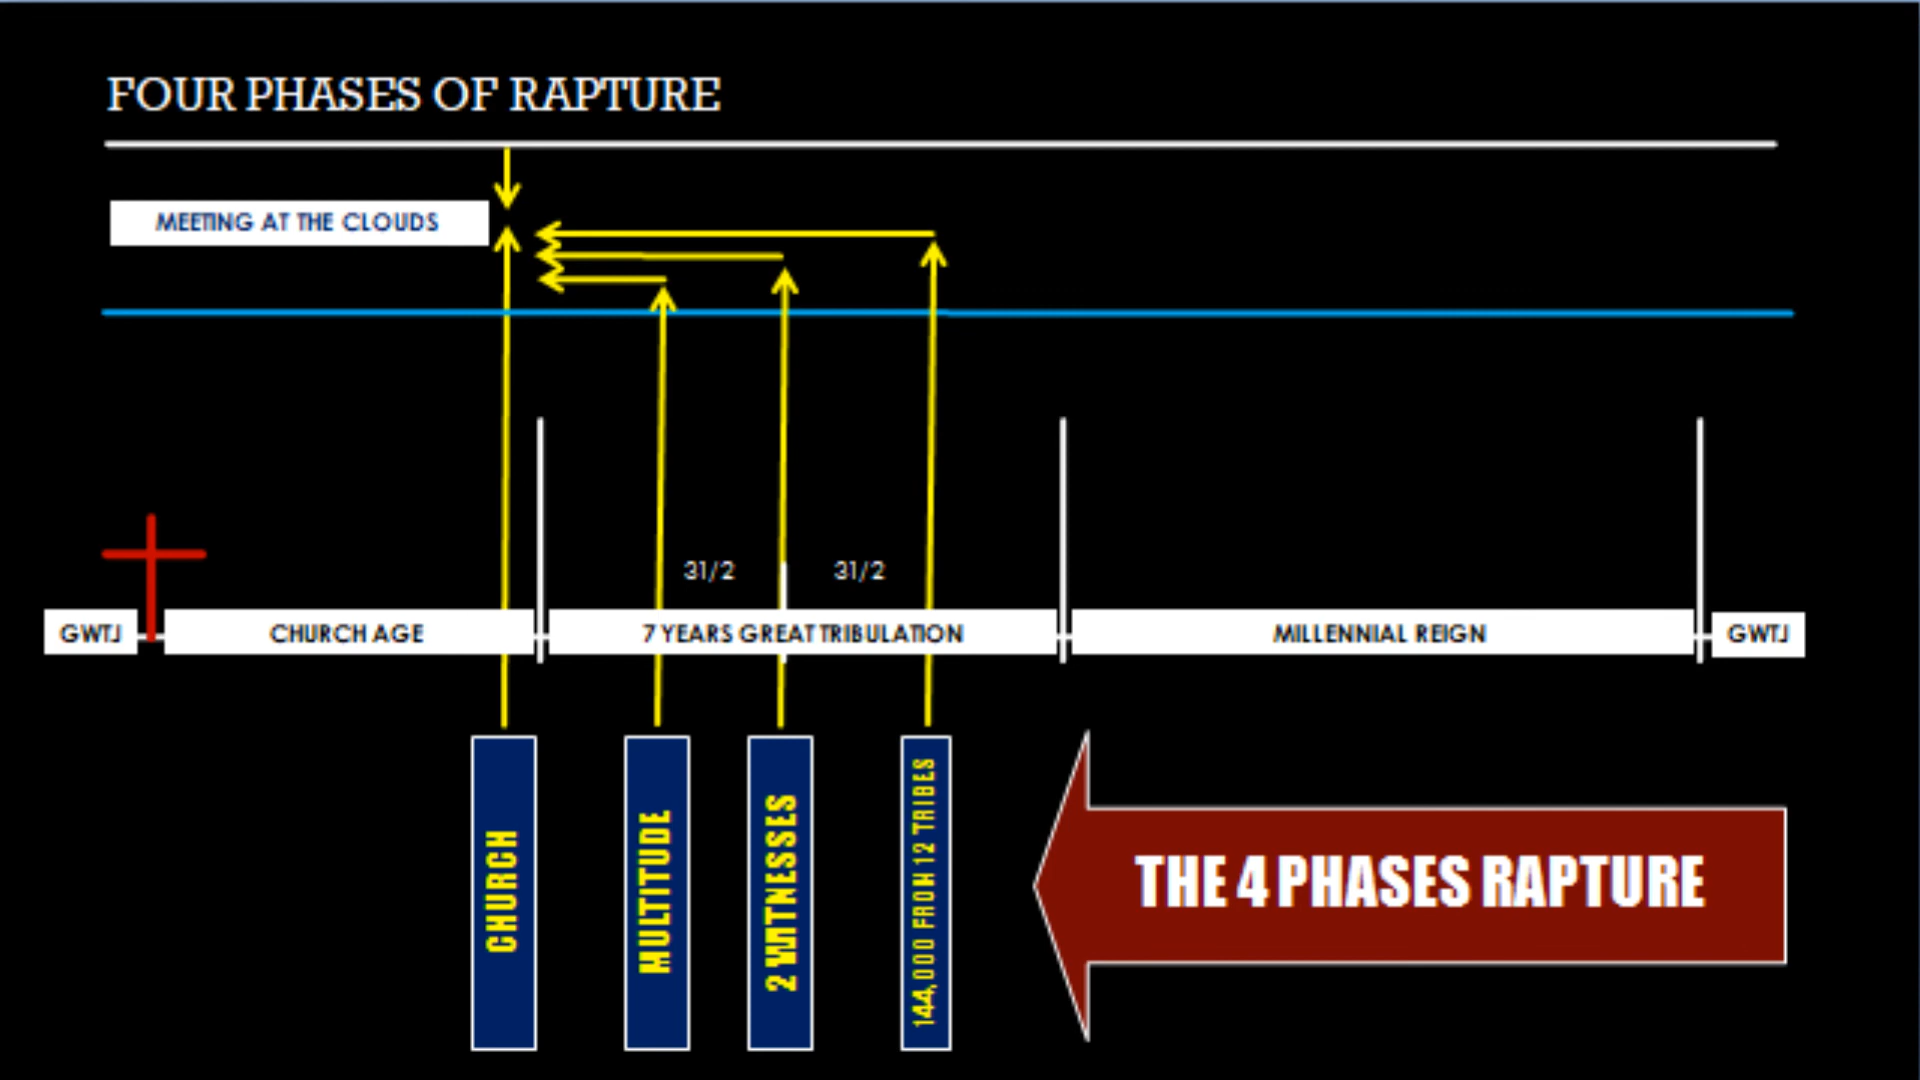 FOUR PHASES OF RAPTURE
MEETING AT THE CLOUDS
31/2
31/2
GWTJ
CHURCH AGE
7 YEARS GREAT TRIBULATION
MILLENNIAL REIGN
GWTJ
CHURCH
MULTITUDE
2 WITNESSES
144,000 FROM 12 TRIBES
THE 4 PHASES RAPTURE